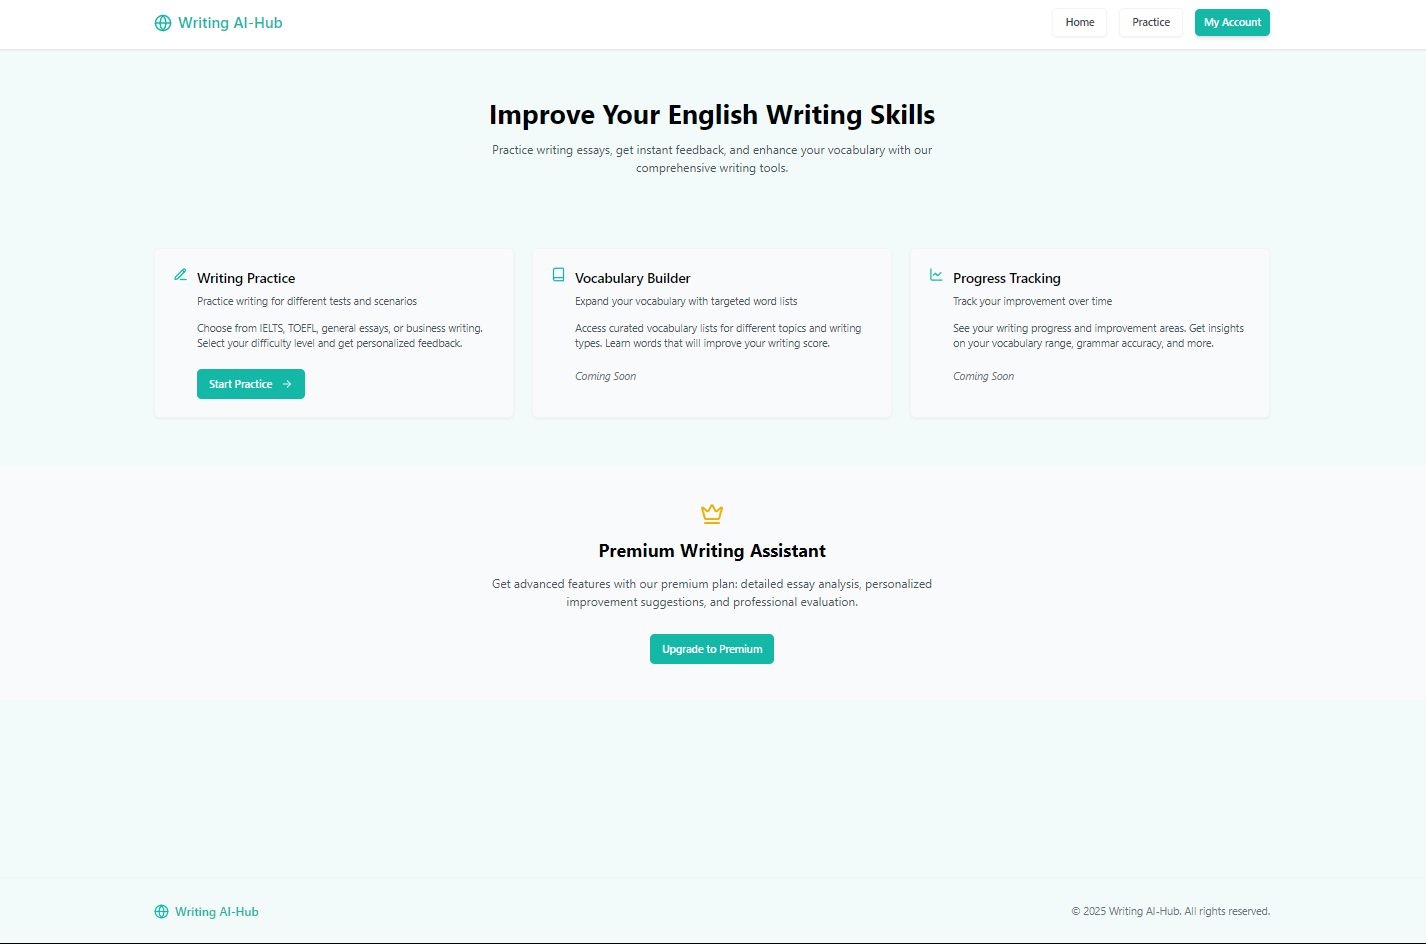 Writing AI-Hub
Home
Practice
My Account
Improve Your English Writing Skills
Practice writing essays, get instant feedback, and enhance your vocabulary with our
comprehensive writing tools.
Writing Practice
Practice writing for different tests and scenarios
Choose from IELTS, TOEFL, general essays, or business writing.
Select your difficulty level and get personalized feedback.
Start Practice
Vocabulary Builder
Expand your vocabulary with targeted word lists
Access curated vocabulary lists for different topics and writing
types. Learn words that will improve your writing score.
Coming Soon
Progress Tracking
Track your improvement over time
See your writing progress and improvement areas. Get insights
on your vocabulary range, grammar accuracy, and more.
Coming Soon
Premium Writing Assistant
Get advanced features with our premium plan: detailed essay analysis, personalized
improvement suggestions, and professional evaluation.
Upgrade to Premium
Writing AI-Hub
© 2025 Writing AI-Hub. All rights reserved.